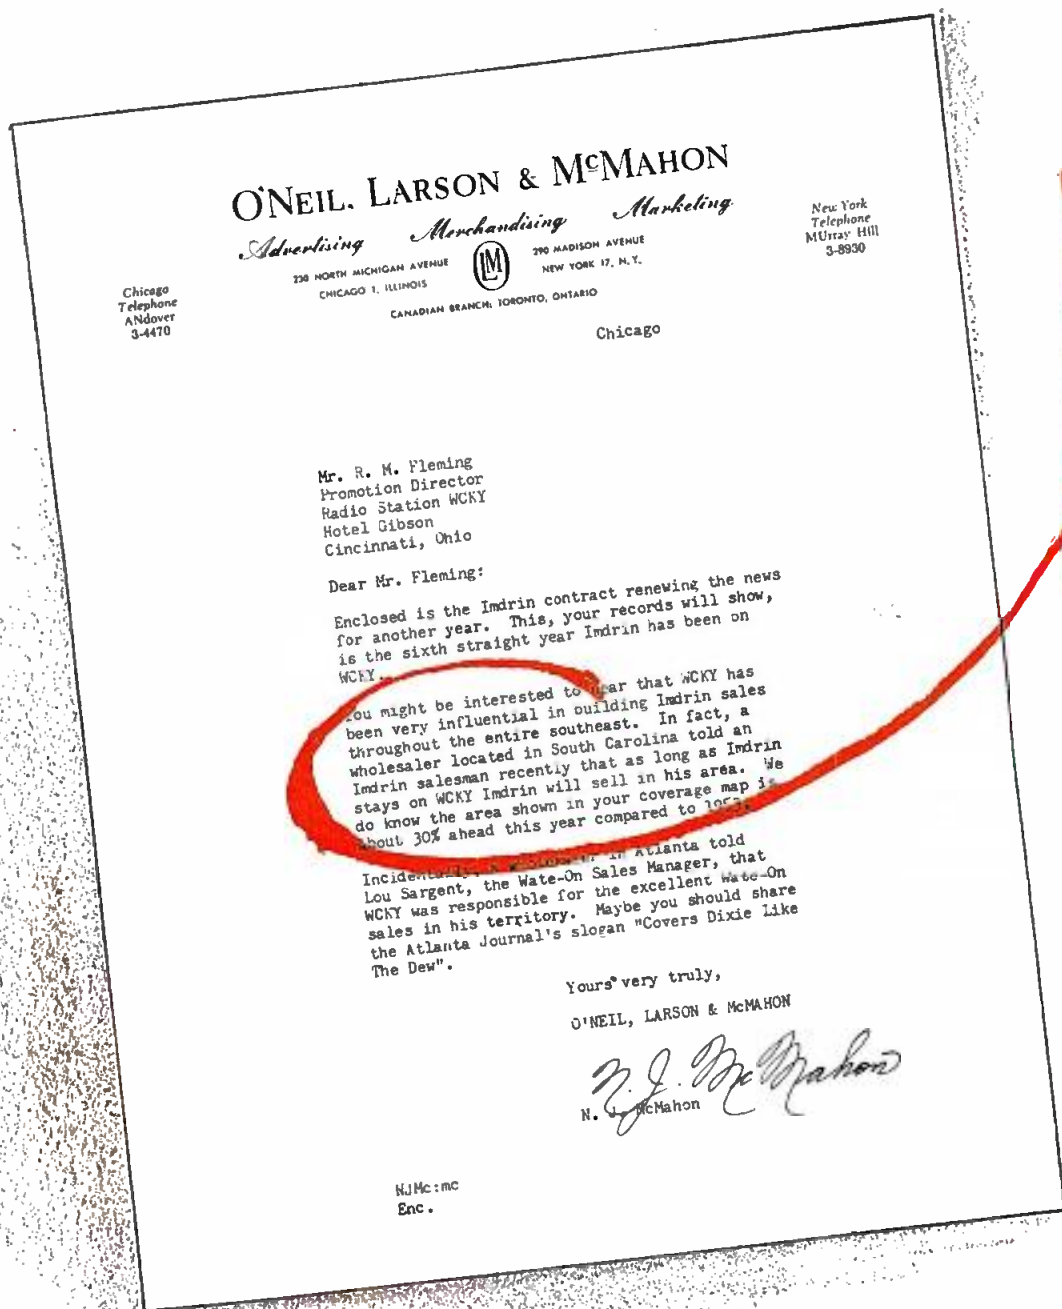 O'NEIL, LARSON & McMAHON
Advertising Merchandising Marketing
230 NORTH MICHIGAN AVENUE
CHICAGO 1, ILLINOIS
LM
290 MADISON AVENUE
NEW YORK 17, N.Y.
CANADIAN BRANCH: TORONTO, ONTARIO
Chicago
Telephone
ANdover
3-4470
New York
Telephone
MUrray Hill
3-8930
Chicago
Mr. R. M. Fleming
Promotion Director
Radio Station WCKY
Hotel Gibson
Cincinnati, Ohio
Dear Mr. Fleming:
Enclosed is the Imdrin contract renewing the news
for another year. This, your records will show,
is the sixth straight year Imdrin has been on
WCKY.
You might be interested to hear that WCKY has
been very influential in building Imdrin sales
throughout the entire southeast. In fact, a
wholesaler located in South Carolina told an
Imdrin salesman recently that as long as Imdrin
stays on WCKY Imdrin will sell in his area. We
do know the area shown in your coverage map is
about 30% ahead this year compared to
Incidentally, in Atlanta told
Lou Sargent, the Wate-On Sales Manager, that
WCKY was responsible for the excellent Wate-On
sales in his territory. Maybe you should share
the Atlanta Journal's slogan "Covers Dixie Like
The Dew".
Yours very truly,
O'NEIL, LARSON & McMAHON
N. J. McMahon
N. J. McMahon
NJMc:mc
Enc.